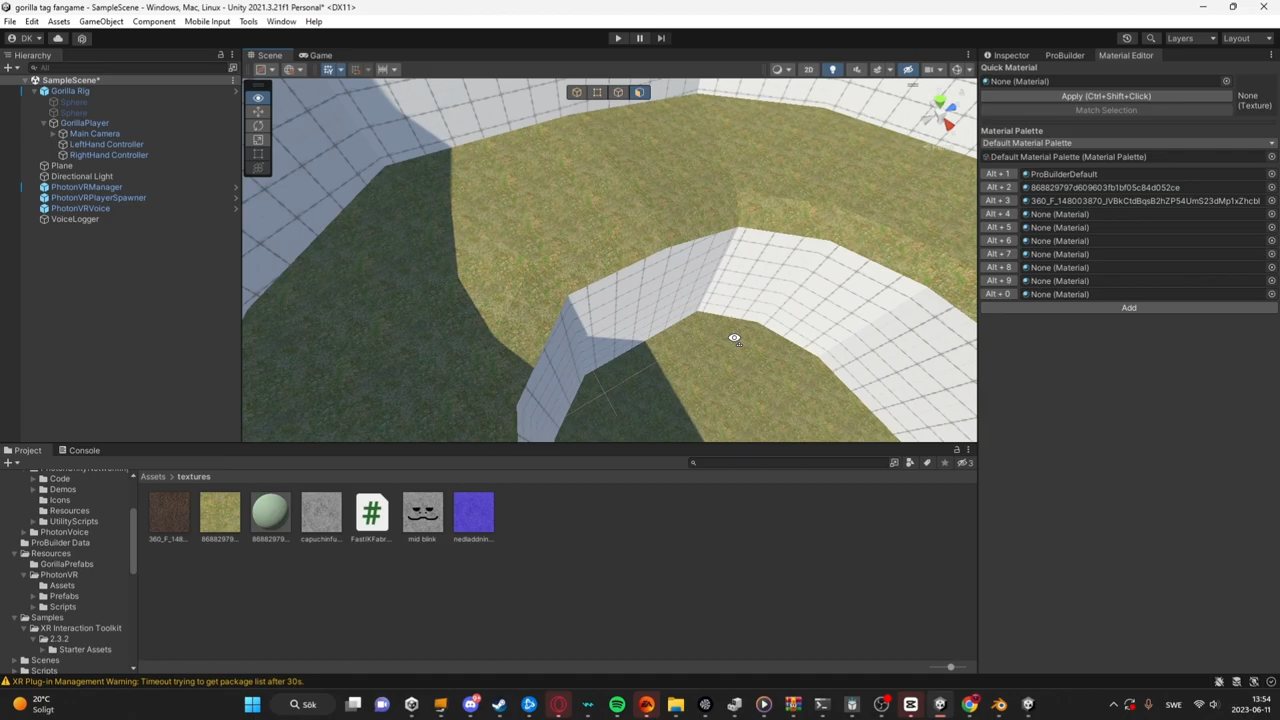 gorilla tag fangame - SampleScene - Windows, Mac, Linux - Unity 2021.3.21f1 Personal* <DX11>
File Edit Assets GameObject Component Mobile Input Tools Window Help
DK Layers Layout
Hierarchy Scene Game Inspector ProBuilder Material Editor
All 2D Quick Material
SampleScene* None (Material)
Gorilla Rig Apply (Ctrl+Shift+Click) None
Sphere (Texture)
Match Selection
Sphere
GorillaPlayer
Main Camera Material Palette
LeftHand Controller Default Material Palette
RightHand Controller Default Material Palette (Material Palette)
Plane
Directional Light Alt + 1 ProBuilderDefault
PhotonVRManager Alt + 2 868829797d609603fb1bf05c84d052ce
PhotonVRPlayerSpawner Alt + 3
PhotonVRVoice Alt + 4 None (Material)
VoiceLogger
Alt + 5 None (Material)
Alt + 6 None (Material)
Alt + 7 None (Material)
Alt + 8 None (Material)
Alt + 9 None (Material)
Alt + 0 None (Material)
Add
Project Console
3
Assets > textures
Code
Demos
Icons
Resources
UtilityScripts
PhotonVoice
ProBuilder Data
Resources
GorillaPrefabs
PhotonVR
Assets
Prefabs
Scripts
Samples
XR Interaction Toolkit
2.3.2
Starter Assets
Scenes
Scripts
360_F_148... 86882979... 86882979... capuchinfu... FastIKFabr... mid blink nedladdnin...
XR Plug-in Management Warning: Timeout trying to get package list after 30s.
20°C
Soligt
Sök
SWE
13:54
2023-06-11